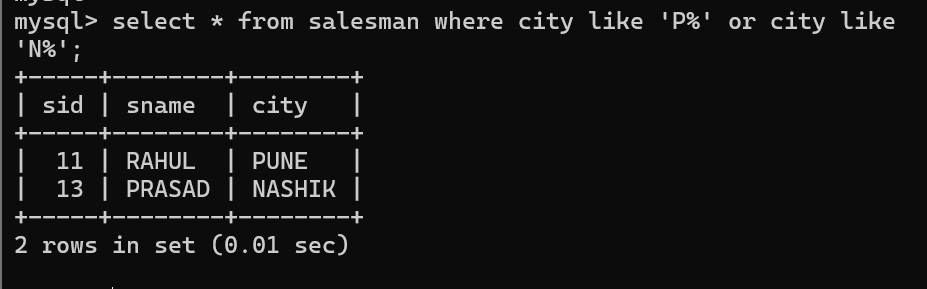 mysql>
mysql> select * from salesman where city like 'P%' or city like
'N%';
+-----+--------+--------+
| sid | sname  | city   |
+-----+--------+--------+
|  11 | RAHUL  | PUNE   |
|  13 | PRASAD | NASHIK |
+-----+--------+--------+
2 rows in set (0.01 sec)